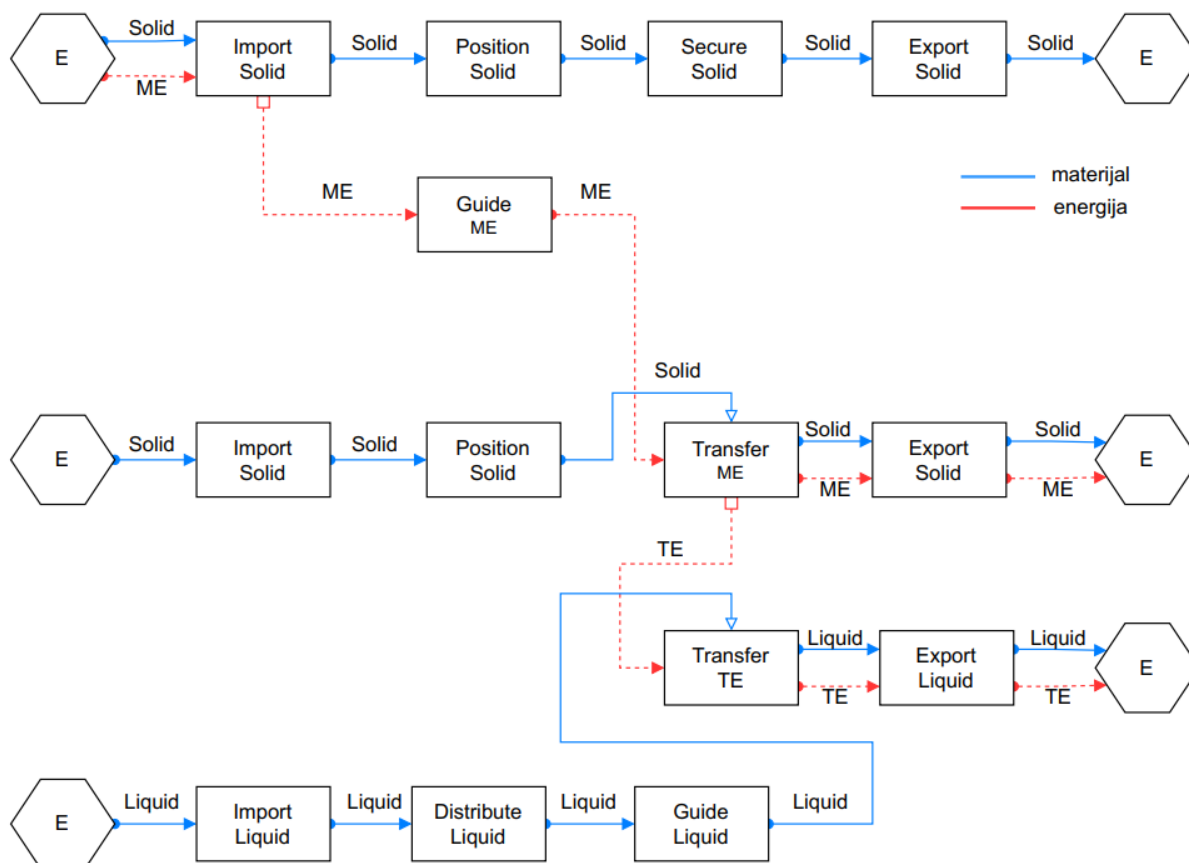 Solid
Solid
Solid
Solid
Solid
E
Import
Solid
Position
Solid
Secure
Solid
Export
Solid
E
ME
ME
Guide
ME
ME
materijal
energija
Solid
Solid
Solid
Solid
Solid
E
Import
Solid
Position
Solid
Transfer
ME
Export
Solid
E
ME
ME
TE
Liquid
Liquid
Transfer
TE
Export
Liquid
E
TE
TE
Liquid
Liquid
Liquid
Liquid
E
Import
Liquid
Distribute
Liquid
Guide
Liquid